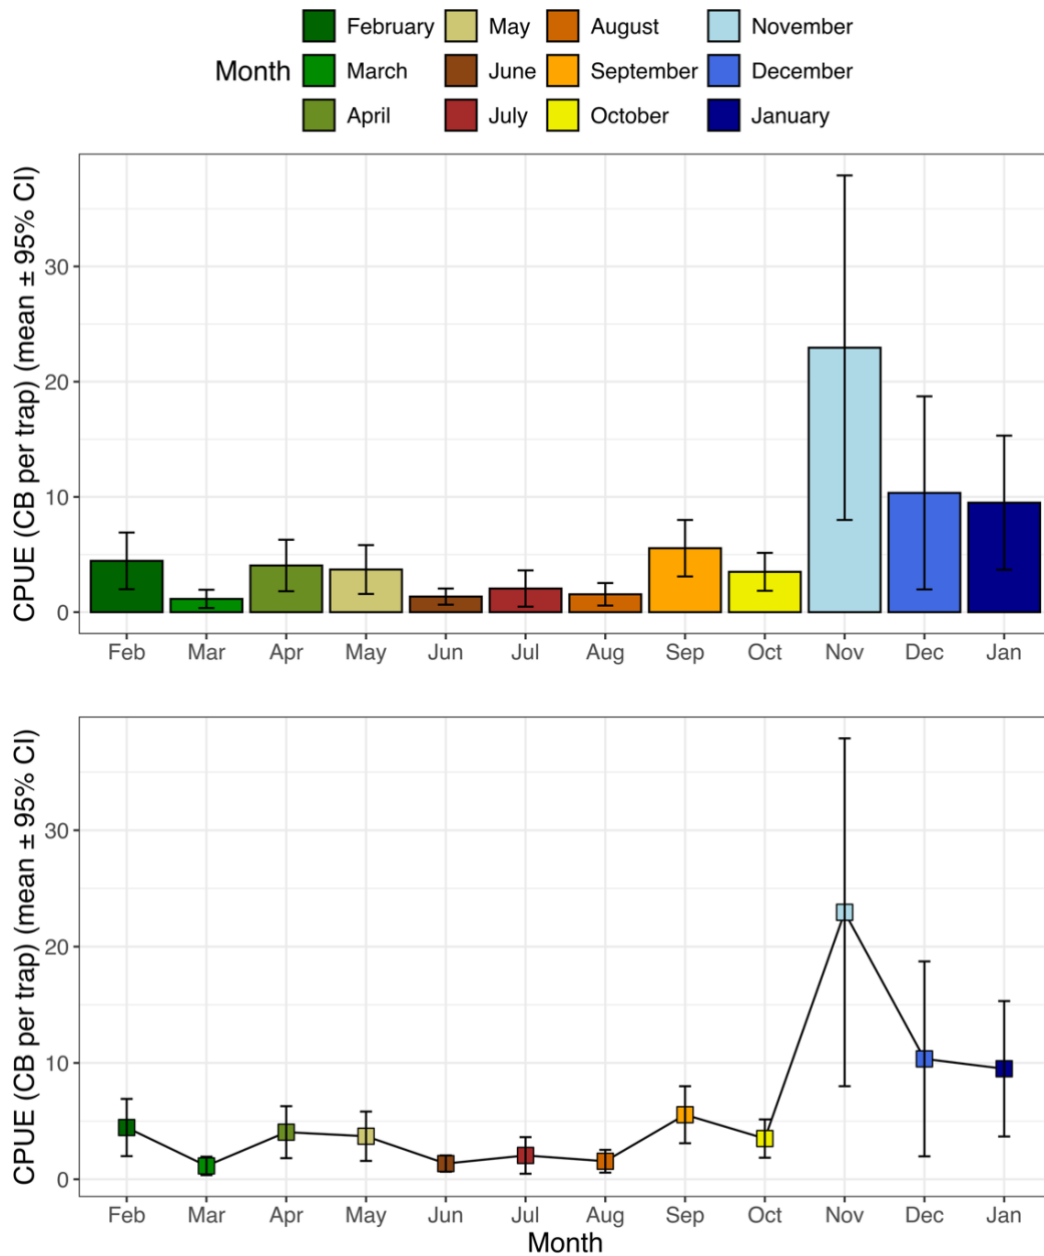 February May August November
Month March June September December
April July October January
CPUE (CB per trap) (mean ± 95% CI)
30
20
10
0
Feb Mar Apr May Jun Jul Aug Sep Oct Nov Dec Jan
CPUE (CB per trap) (mean ± 95% CI)
30
20
10
0
Feb Mar Apr May Jun Jul Aug Sep Oct Nov Dec Jan
Month